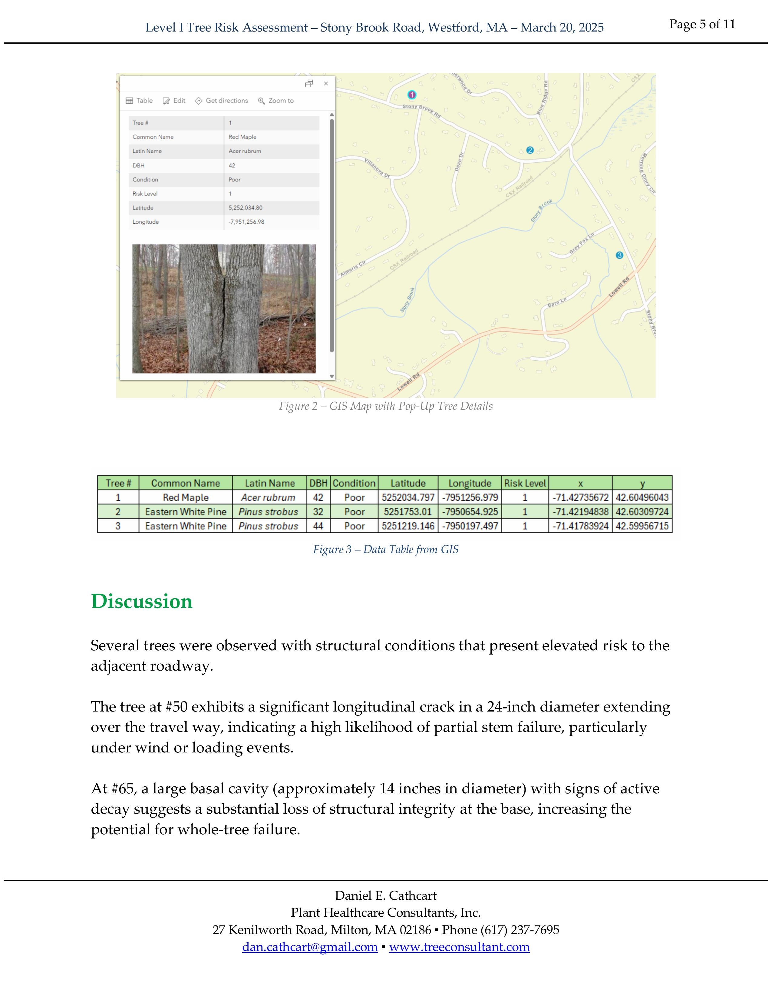 Level I Tree Risk Assessment – Stony Brook Road, Westford, MA – March 20, 2025
Page 5 of 11
Table Edit Get directions Zoom to
Tree # 1
Common Name Red Maple
Latin Name Acer rubrum
DBH 42
Condition Poor
Risk Level 1
Latitude 5,252,034.80
Longitude -7,951,256.98
CSX
erwood Dr
Blue Ridge Rd
1
Stony Brook Rd
2
Dean Dr
Villanova Dr
Morning Glory Cir
CSX Railroad
Stony Brook
Grey Fox Ln
3
CSX Railroad
Almeria Cir
Lowell Rd
Stony Brook
Barn Ln
Stony Bro
Lowell Rd
Figure 2 – GIS Map with Pop-Up Tree Details
Tree # Common Name Latin Name DBH Condition Latitude Longitude Risk Level x y
1 Red Maple Acer rubrum 42 Poor 5252034.797 -7951256.979 1 -71.42735672 42.60496043
2 Eastern White Pine Pinus strobus 32 Poor 5251753.01 -7950654.925 1 -71.42194838 42.60309724
3 Eastern White Pine Pinus strobus 44 Poor 5251219.146 -7950197.497 1 -71.41783924 42.59956715
Figure 3 – Data Table from GIS
Discussion
Several trees were observed with structural conditions that present elevated risk to the
adjacent roadway.
The tree at #50 exhibits a significant longitudinal crack in a 24-inch diameter extending
over the travel way, indicating a high likelihood of partial stem failure, particularly
under wind or loading events.
At #65, a large basal cavity (approximately 14 inches in diameter) with signs of active
decay suggests a substantial loss of structural integrity at the base, increasing the
potential for whole-tree failure.
Daniel E. Cathcart
Plant Healthcare Consultants, Inc.
27 Kenilworth Road, Milton, MA 02186 ▪ Phone (617) 237-7695
dan.cathcart@gmail.com ▪ www.treeconsultant.com